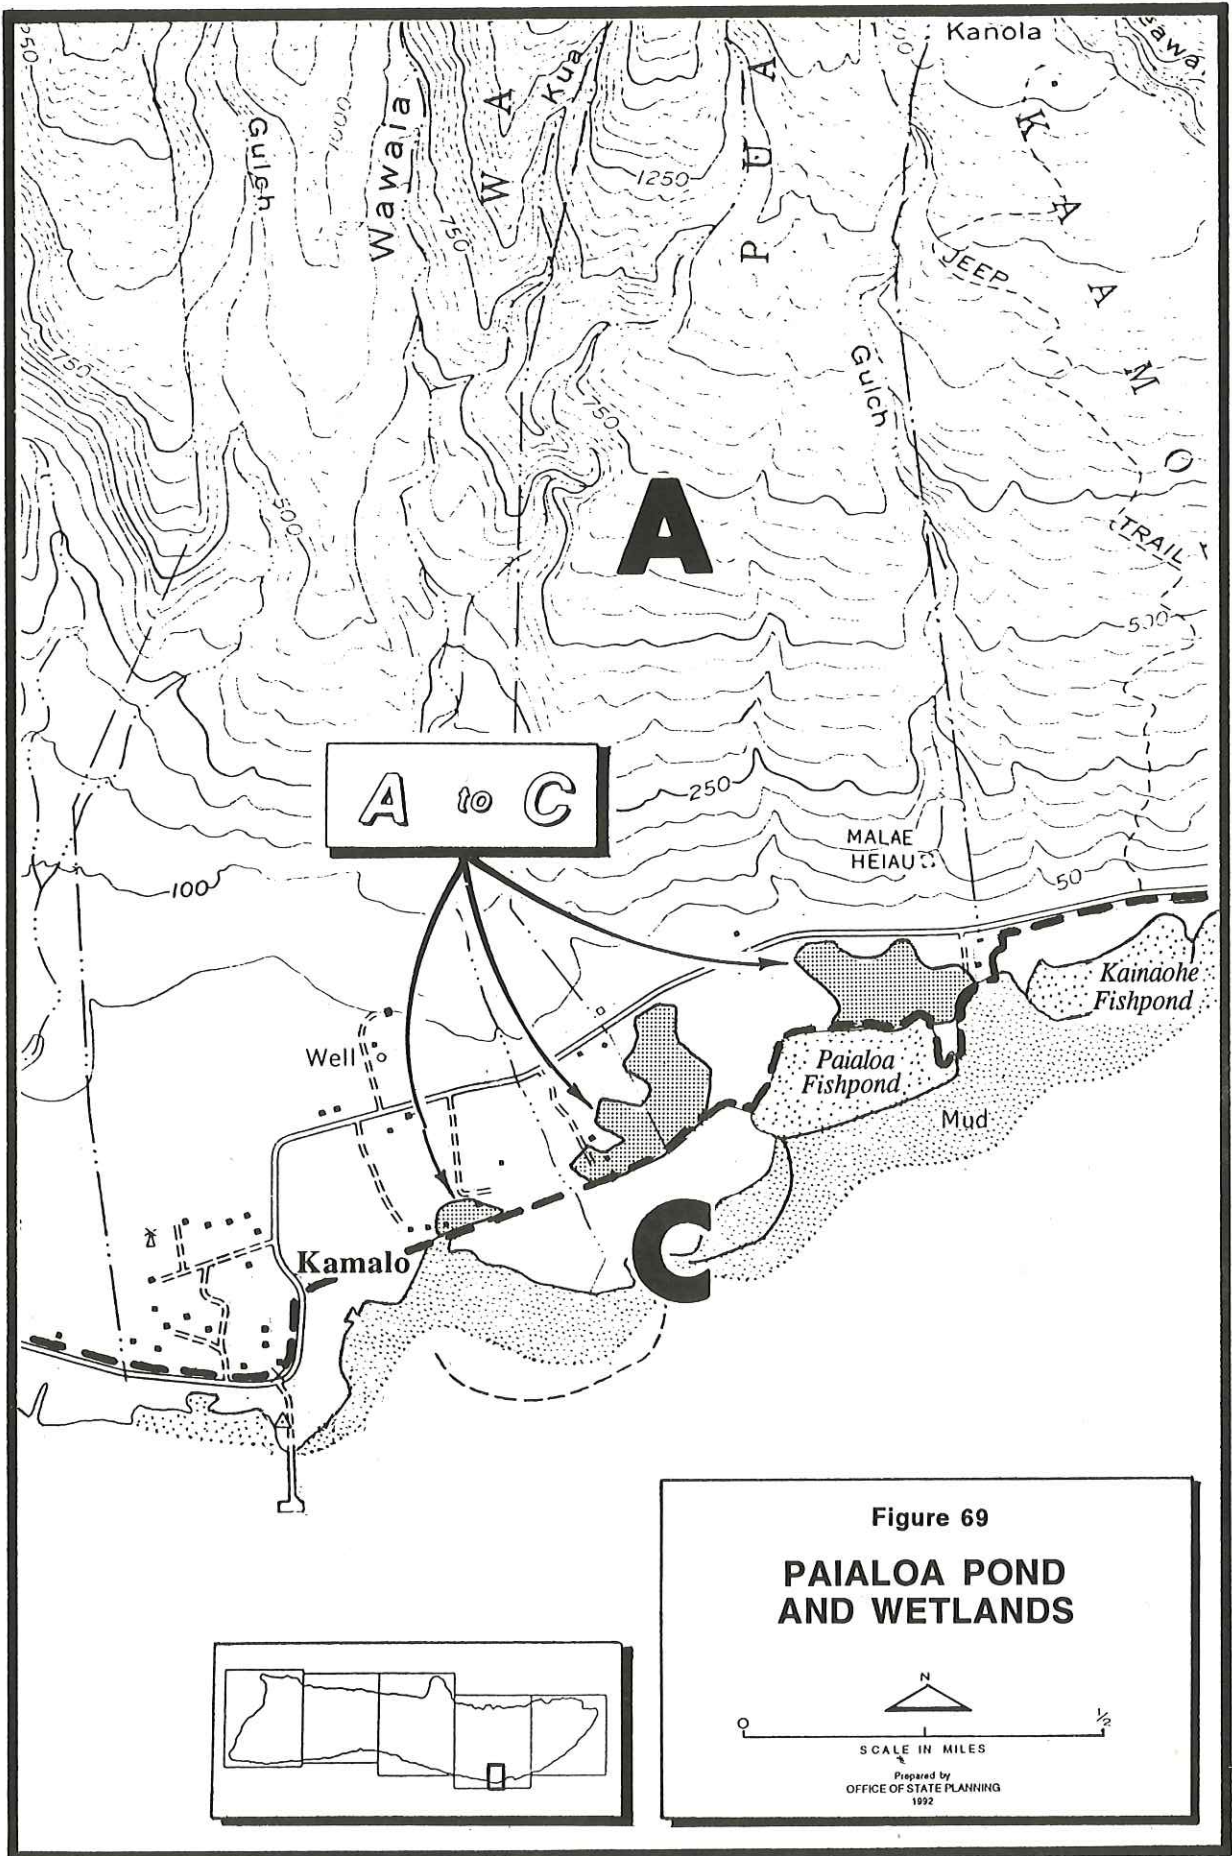 Kanola
250
Gulch
1000
Wawaia
W A
Kua
750
1250
P U A
K A A M O
JEEP
Gulch
750
750
500
A
TRAIL
500
A to C
250
MALAE
HEIAU
50
100
Kainaohe
Fishpond
Well
Paialoa
Fishpond
Mud
C
Kamalo
Figure 69
PAIALOA POND
AND WETLANDS
N
0 1/2
SCALE IN MILES
Prepared by
OFFICE OF STATE PLANNING
1992